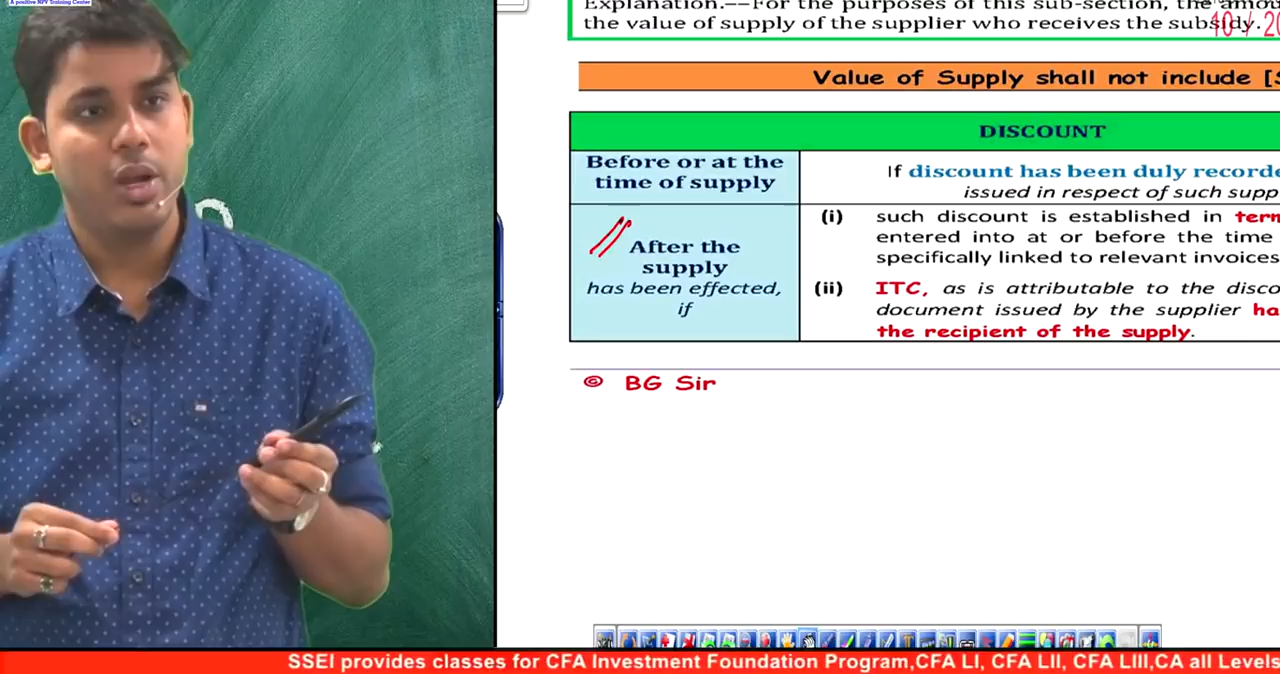 A positive NPV Training Center
Explanation.––For the purposes of this sub-section, the amou
the value of supply of the supplier who receives the subsidy.
Value of Supply shall not include [S
DISCOUNT
Before or at the
time of supply
If discount has been duly recorde
issued in respect of such supp
After the
supply
has been effected,
if
(i) such discount is established in term
entered into at or before the time
specifically linked to relevant invoices
(ii) ITC, as is attributable to the disco
document issued by the supplier ha
the recipient of the supply.
© BG Sir
SSEI provides classes for CFA Investment Foundation Program,CFA LI, CFA LII, CFA LIII,CA all Levels